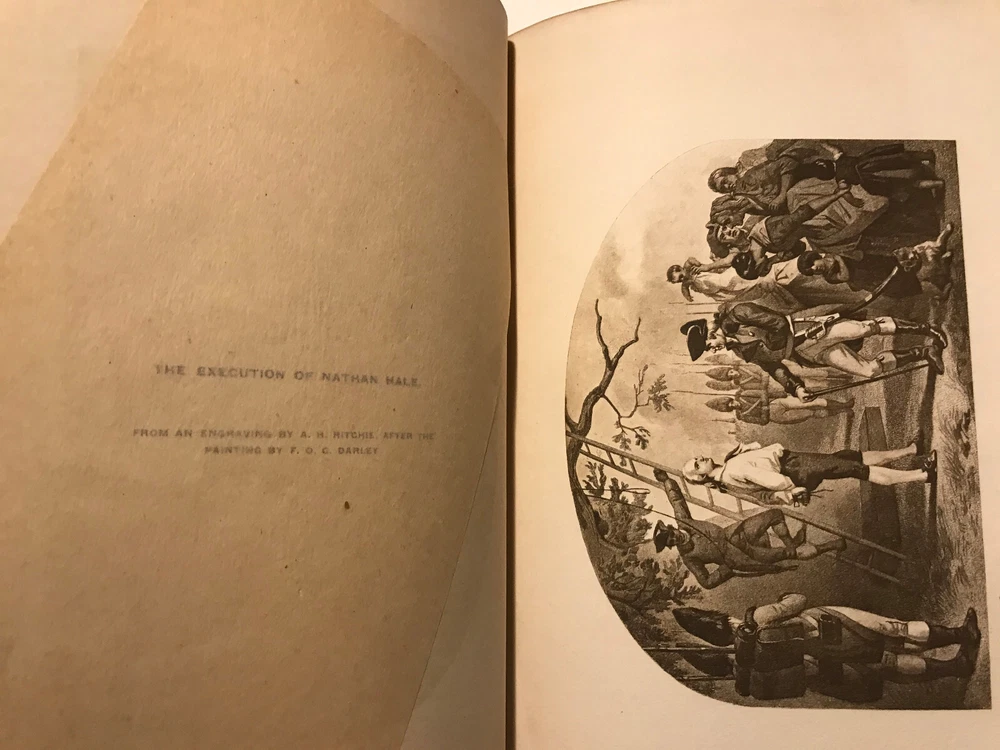 THE EXECUTION OF NATHAN HALE.
FROM AN ENGRAVING BY A. H. RITCHIE, AFTER THE
PAINTING BY F. O. C. DARLEY